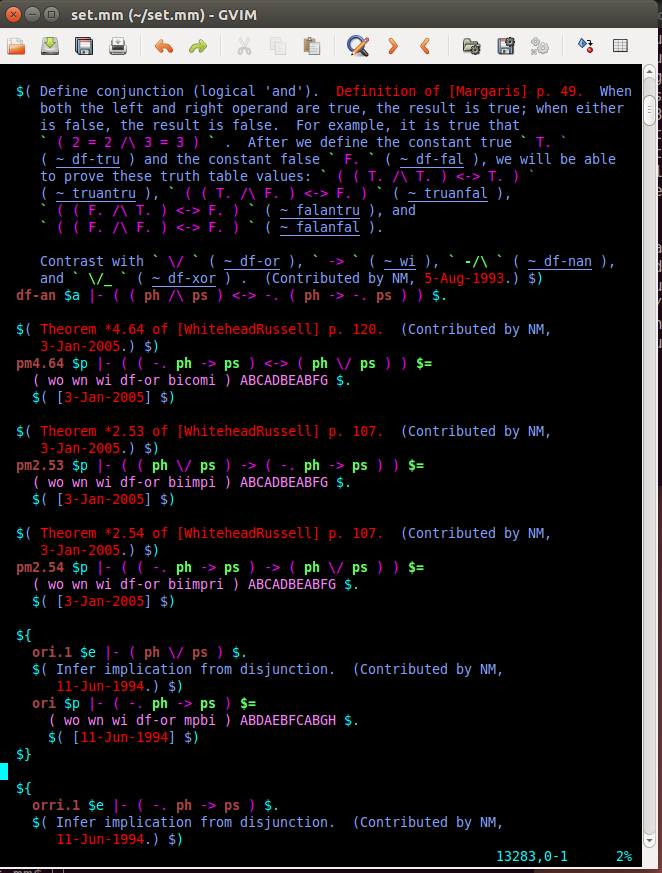 set.mm (~/set.mm) - GVIM
$( Define conjunction (logical 'and').  Definition of [Margaris] p. 49.  When
both the left and right operand are true, the result is true; when either
is false, the result is false.  For example, it is true that
` ( 2 = 2 /\ 3 = 3 ) ` .  After we define the constant true ` T. `
( ~ df-tru ) and the constant false ` F. ` ( ~ df-fal ), we will be able
to prove these truth table values: ` ( ( T. /\ T. ) <-> T. ) `
( ~ truantru ), ` ( ( T. /\ F. ) <-> F. ) ` ( ~ truanfal ),
` ( ( F. /\ T. ) <-> F. ) ` ( ~ falantru ), and
` ( ( F. /\ F. ) <-> F. ) ` ( ~ falanfal ).
Contrast with ` \/ ` ( ~ df-or ), ` -> ` ( ~ wi ), ` -/\ ` ( ~ df-nan ),
and ` \/_ ` ( ~ df-xor ) .  (Contributed by NM, 5-Aug-1993.) $)
df-an $a |- ( ( ph /\ ps ) <-> -. ( ph -> -. ps ) ) $.
$( Theorem *4.64 of [WhiteheadRussell] p. 120.  (Contributed by NM,
3-Jan-2005.) $)
pm4.64 $p |- ( ( -. ph -> ps ) <-> ( ph \/ ps ) ) $=
( wo wn wi df-or bicomi ) ABCADBEABFG $.
$( [3-Jan-2005] $)
$( Theorem *2.53 of [WhiteheadRussell] p. 107.  (Contributed by NM,
3-Jan-2005.) $)
pm2.53 $p |- ( ( ph \/ ps ) -> ( -. ph -> ps ) ) $=
( wo wn wi df-or biimpi ) ABCADBEABFG $.
$( [3-Jan-2005] $)
$( Theorem *2.54 of [WhiteheadRussell] p. 107.  (Contributed by NM,
3-Jan-2005.) $)
pm2.54 $p |- ( ( -. ph -> ps ) -> ( ph \/ ps ) ) $=
( wo wn wi df-or biimpri ) ABCADBEABFG $.
$( [3-Jan-2005] $)
${
ori.1 $e |- ( ph \/ ps ) $.
$( Infer implication from disjunction.  (Contributed by NM,
11-Jun-1994.) $)
ori $p |- ( -. ph -> ps ) $=
( wo wn wi df-or mpbi ) ABDAEBFCABGH $.
$( [11-Jun-1994] $)
$}
${
orri.1 $e |- ( -. ph -> ps ) $.
$( Infer implication from disjunction.  (Contributed by NM,
11-Jun-1994.) $)
13283,0-1 2%